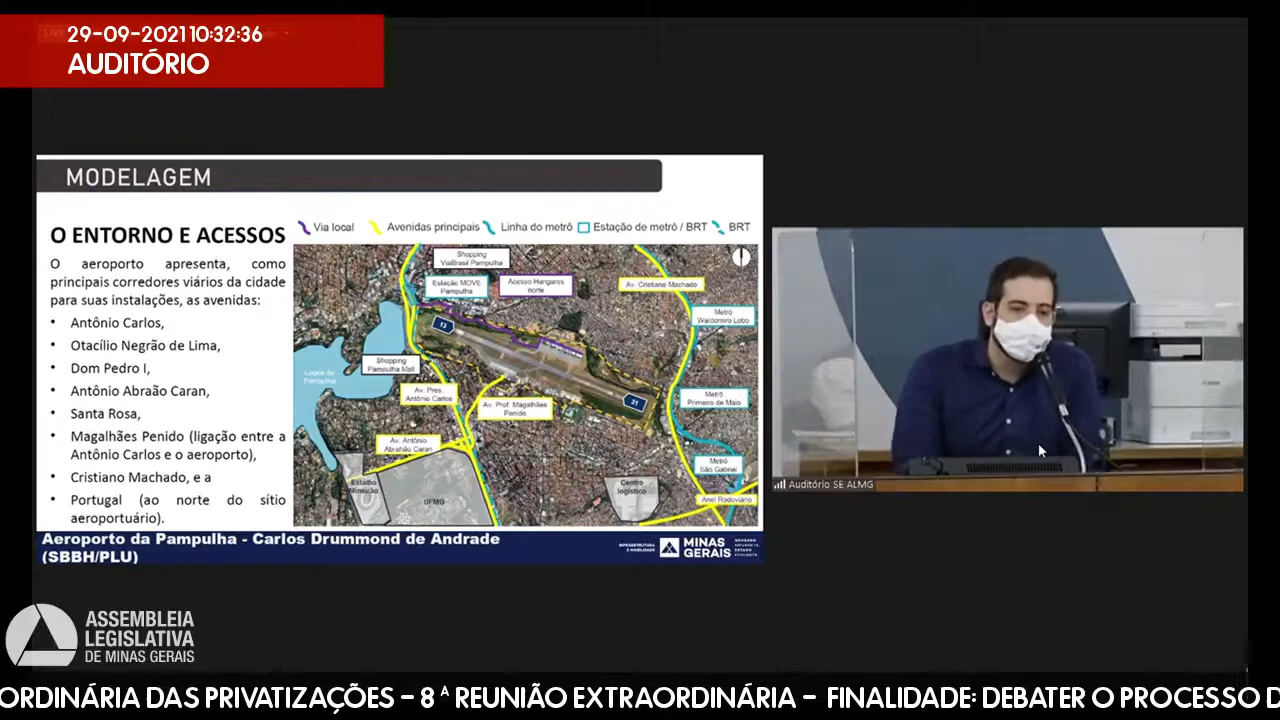 29-09-2021 10:32:36
AUDITÓRIO
MODELAGEM
O ENTORNO E ACESSOS
O aeroporto apresenta, como
principais corredores viários da cidade
para suas instalações, as avenidas:
• Antônio Carlos,
• Otacílio Negrão de Lima,
• Dom Pedro I,
• Antônio Abraão Caran,
• Santa Rosa,
• Magalhães Penido (ligação entre a
Antônio Carlos e o aeroporto),
• Cristiano Machado, e a
• Portugal (ao norte do sítio
aeroportuário).
Via local
Avenidas principais
Linha do metrô
Estação de metrô / BRT
BRT
Shopping
ViaBrasil Pampulha
Estação MOVE
Pampulha
Acesso Hangares
norte
Av. Cristiano Machado
Metrô
Waldomiro Lobo
13
Shopping
Pampulha Mall
Lagoa da
Pampulha
Av. Pres.
Antônio Carlos
Av. Prof. Magalhães
Penido
31
Metrô
Primeiro de Maio
Av. Antônio
Abrahão Caran
Metrô
São Gabriel
Estádio
Mineirão
UFMG
Centro
logístico
Anel Rodoviário
Aeroporto da Pampulha - Carlos Drummond de Andrade
(SBBH/PLU)
INFRAESTRUTURA
E MOBILIDADE
MINAS
GERAIS
Auditório SE ALMG
ASSEMBLEIA
LEGISLATIVA
DE MINAS GERAIS
ORDINÁRIA DAS PRIVATIZAÇÕES – 8ª REUNIÃO EXTRAORDINÁRIA – FINALIDADE: DEBATER O PROCESSO D